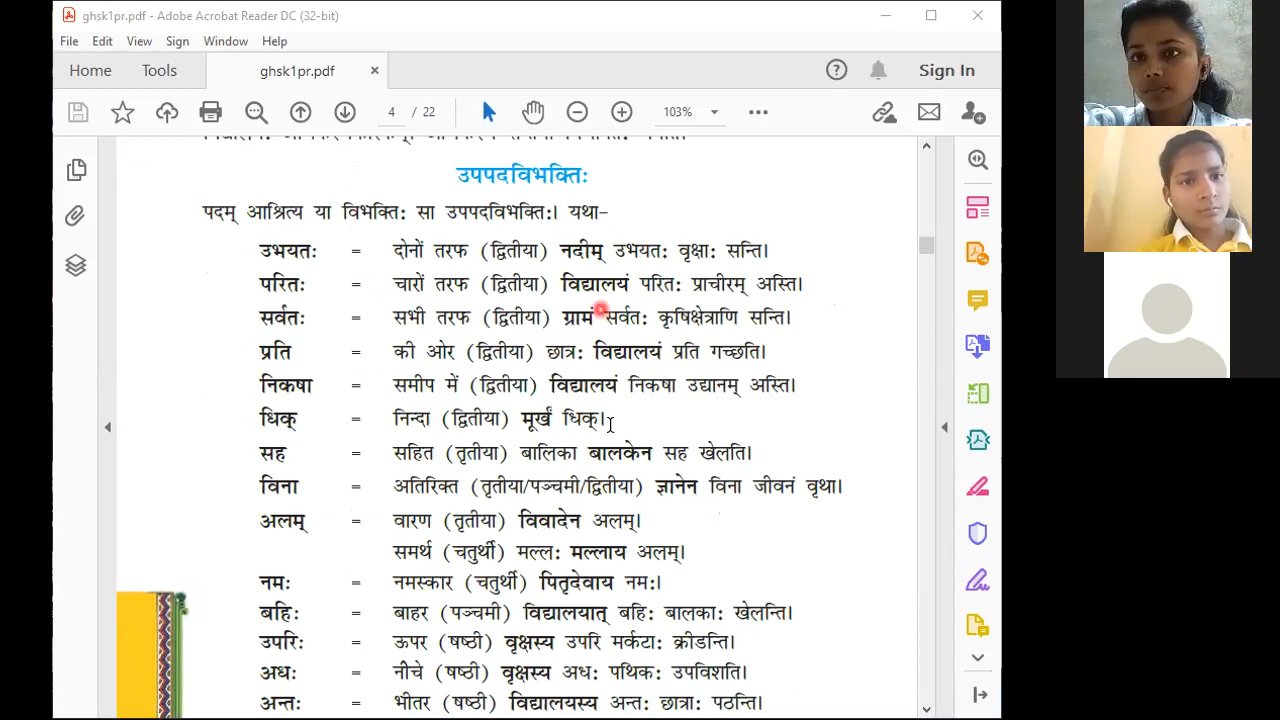 ghsk1pr.pdf - Adobe Acrobat Reader DC (32-bit)
File Edit View Sign Window Help
Home Tools ghsk1pr.pdf Sign In
4 / 22 103%
उपपदविभक्तिः
पदम् आश्रित्य या विभक्तिः सा उपपदविभक्तिः। यथा-
उभयतः = दोनों तरफ (द्वितीया) नदीम् उभयतः वृक्षाः सन्ति।
परितः = चारों तरफ (द्वितीया) विद्यालयं परितः प्राचीरम् अस्ति।
सर्वतः = सभी तरफ (द्वितीया) ग्रामं सर्वतः कृषिक्षेत्राणि सन्ति।
प्रति = की ओर (द्वितीया) छात्रः विद्यालयं प्रति गच्छति।
निकषा = समीप में (द्वितीया) विद्यालयं निकषा उद्यानम् अस्ति।
धिक् = निन्दा (द्वितीया) मूर्खं धिक्।
सह = सहित (तृतीया) बालिका बालकेन सह खेलति।
विना = अतिरिक्त (तृतीया/पञ्चमी/द्वितीया) ज्ञानेन विना जीवनं वृथा।
अलम् = वारण (तृतीया) विवादेन अलम्।
समर्थ (चतुर्थी) मल्लः मल्लाय अलम्।
नमः = नमस्कार (चतुर्थी) पितृदेवाय नमः।
बहिः = बाहर (पञ्चमी) विद्यालयात् बहिः बालकाः खेलन्ति।
उपरिः = ऊपर (षष्ठी) वृक्षस्य उपरि मर्कटाः क्रीडन्ति।
अधः = नीचे (षष्ठी) वृक्षस्य अधः पथिकः उपविशति।
अन्तः = भीतर (षष्ठी) विद्यालयस्य अन्तः छात्राः पठन्ति।